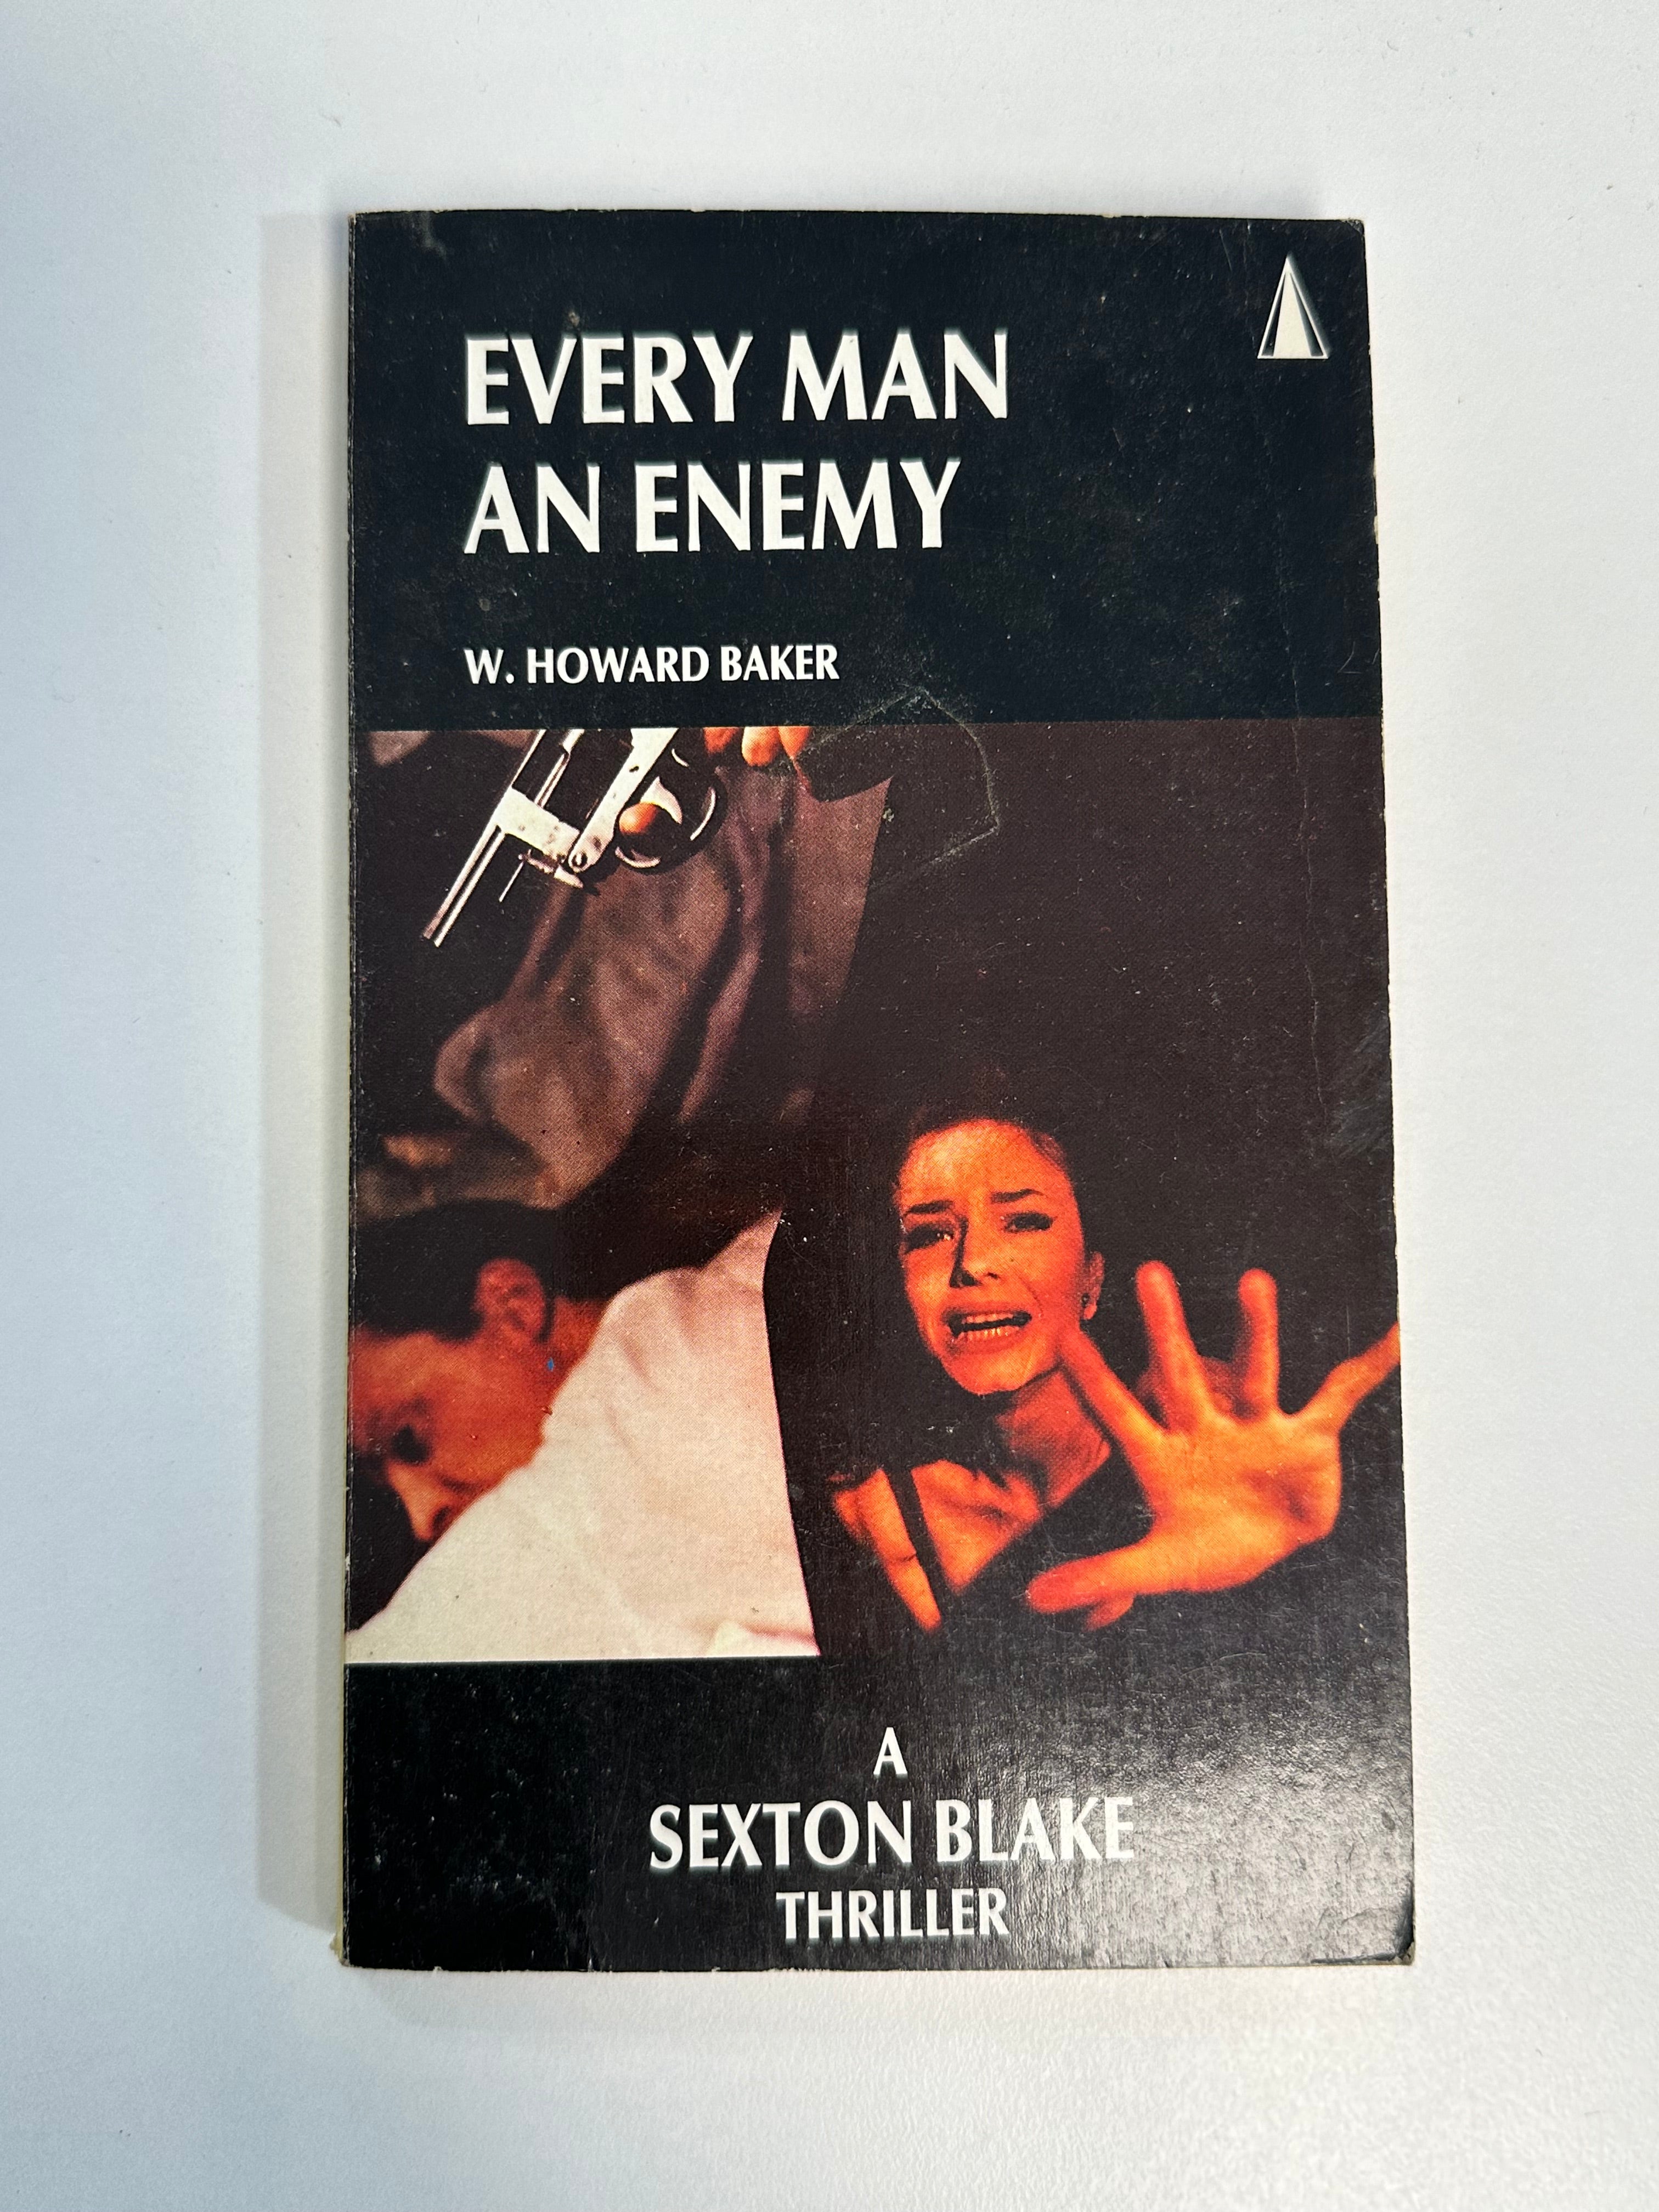 EVERY MAN
AN ENEMY
W. HOWARD BAKER
A
SEXTON BLAKE
THRILLER